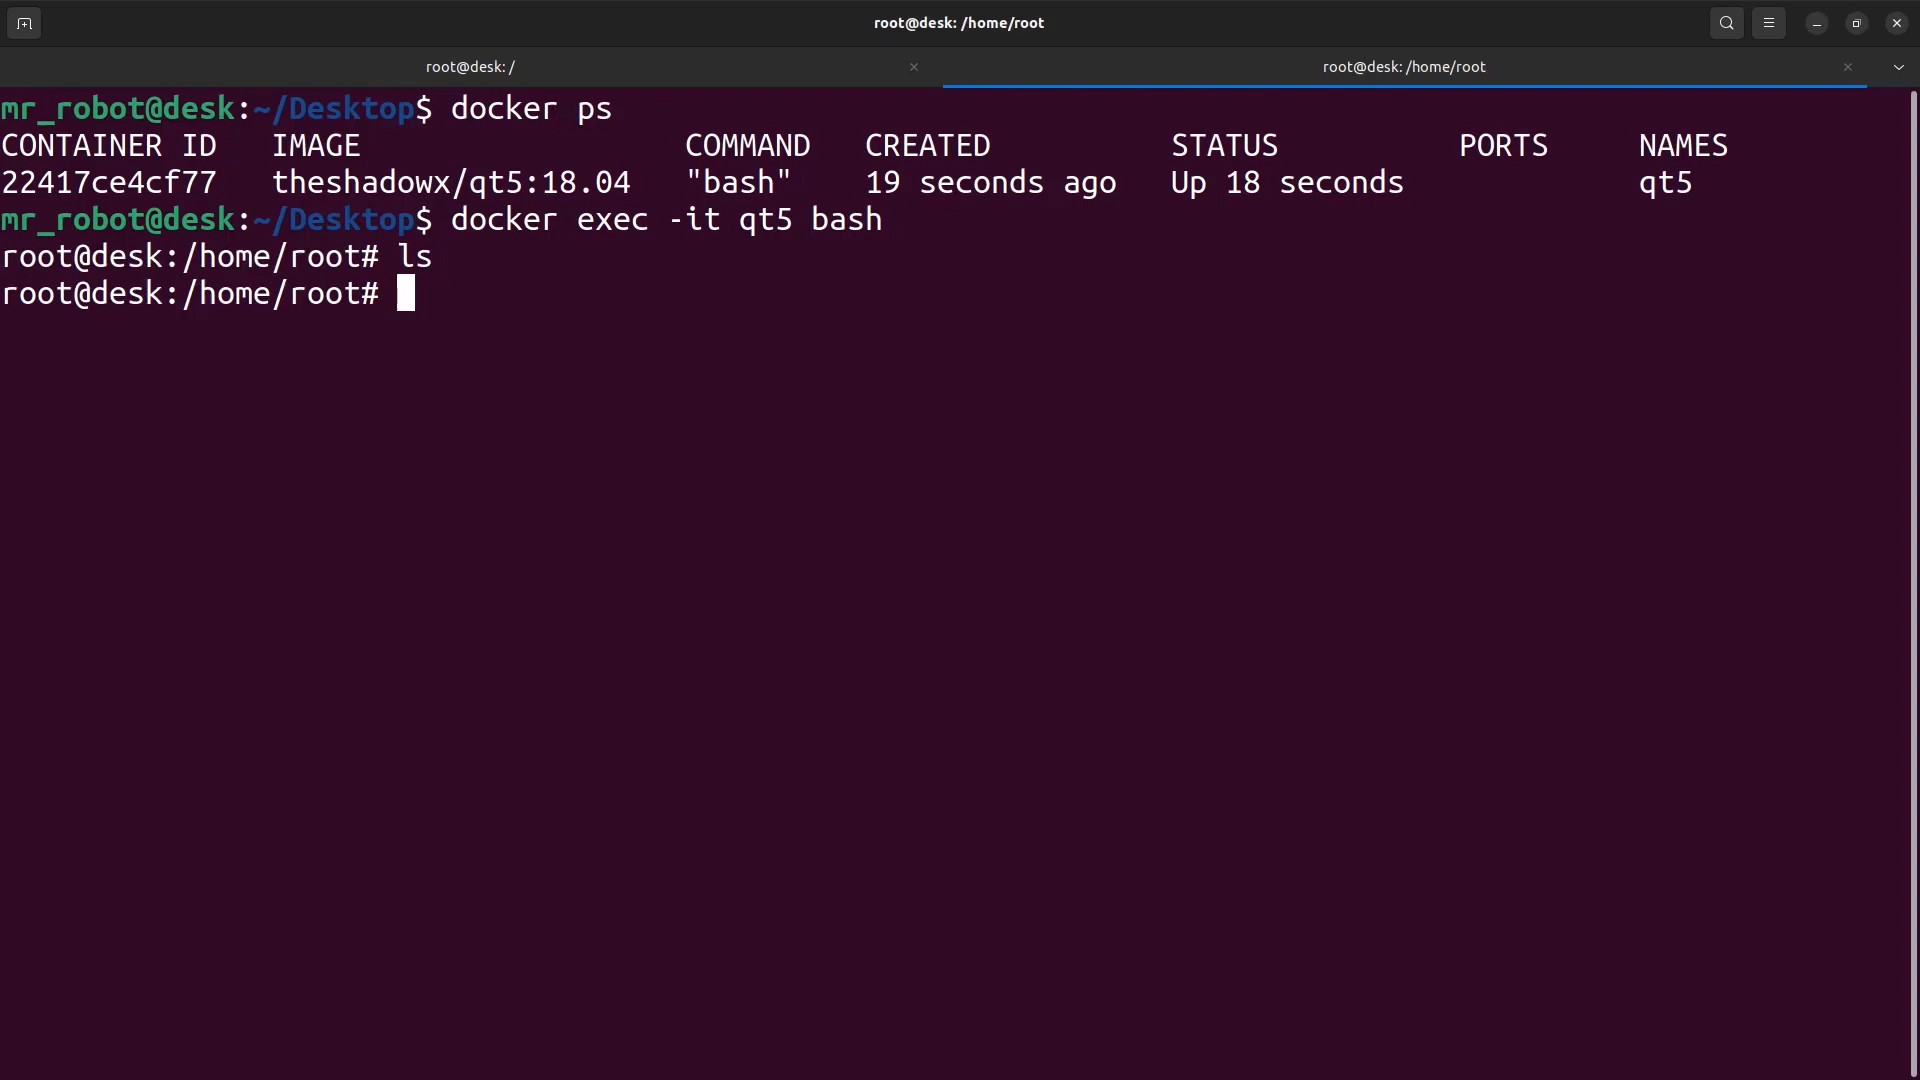 root@desk: /home/root
root@desk: /
root@desk: /home/root
mr_robot@desk:~/Desktop$ docker ps
CONTAINER ID   IMAGE                  COMMAND   CREATED          STATUS          PORTS     NAMES
22417ce4cf77   theshadowx/qt5:18.04   "bash"    19 seconds ago   Up 18 seconds             qt5
mr_robot@desk:~/Desktop$ docker exec -it qt5 bash
root@desk:/home/root# ls
root@desk:/home/root#